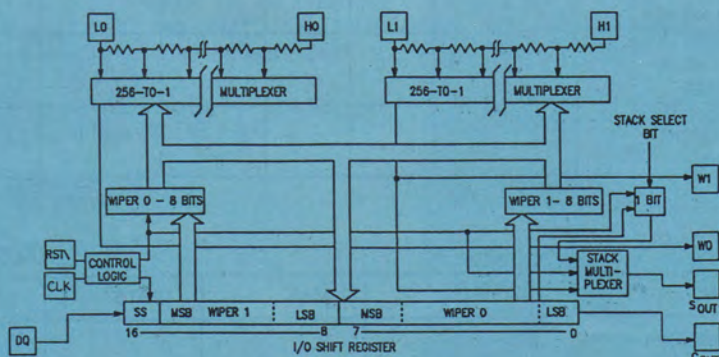 L0 H0 L1 H1
256-TO-1 MULTIPLEXER 256-TO-1 MULTIPLEXER
STACK SELECT
BIT
W1
WIPER 0 - 8 BITS WIPER 1- 8 BITS 1 BIT
W0
RST\
CONTROL
LOGIC
CLK
STACK
MULTI-
PLEXER
S OUT
DQ
SS MSB WIPER 1 LSB MSB WIPER 0 LSB
16 8 7 0
I/O SHIFT REGISTER